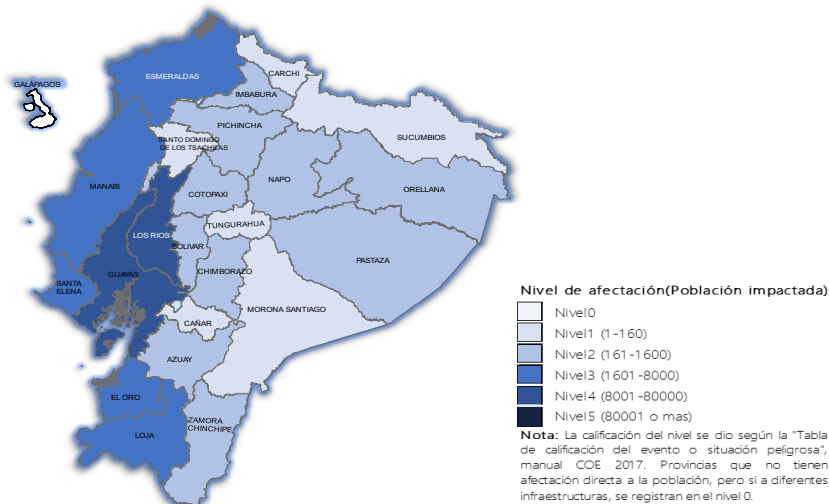 ESMERALDAS
CARCHI
GALÁPAGOS
IMBABURA
PICHINCHA
SUCUMBIOS
SANTO DOMINGO
DE LOS TSACHILAS
NAPO
MANABI
COTOPAXI
ORELLANA
TUNGURAHUA
LOS RIOS
BOLIVAR
PASTAZA
GUAYAS
CHIMBORAZO
SANTA
ELENA
MORONA SANTIAGO
CAÑAR
AZUAY
EL ORO
ZAMORA
CHINCHIPE
LOJA
Nivel de afectación(Población impactada)
Nivel0
Nivel1 (1-160)
Nivel2 (161-1600)
Nivel3 (1601-8000)
Nivel4 (8001-80000)
Nivel5 (80001 o mas)
Nota: La calificación del nivel se dio según la "Tabla
de calificación del evento o situación peligrosa",
manual COE 2017. Provincias que no tienen
afectación directa a la población, pero si a diferentes
infraestructuras, se registran en el nivel 0.